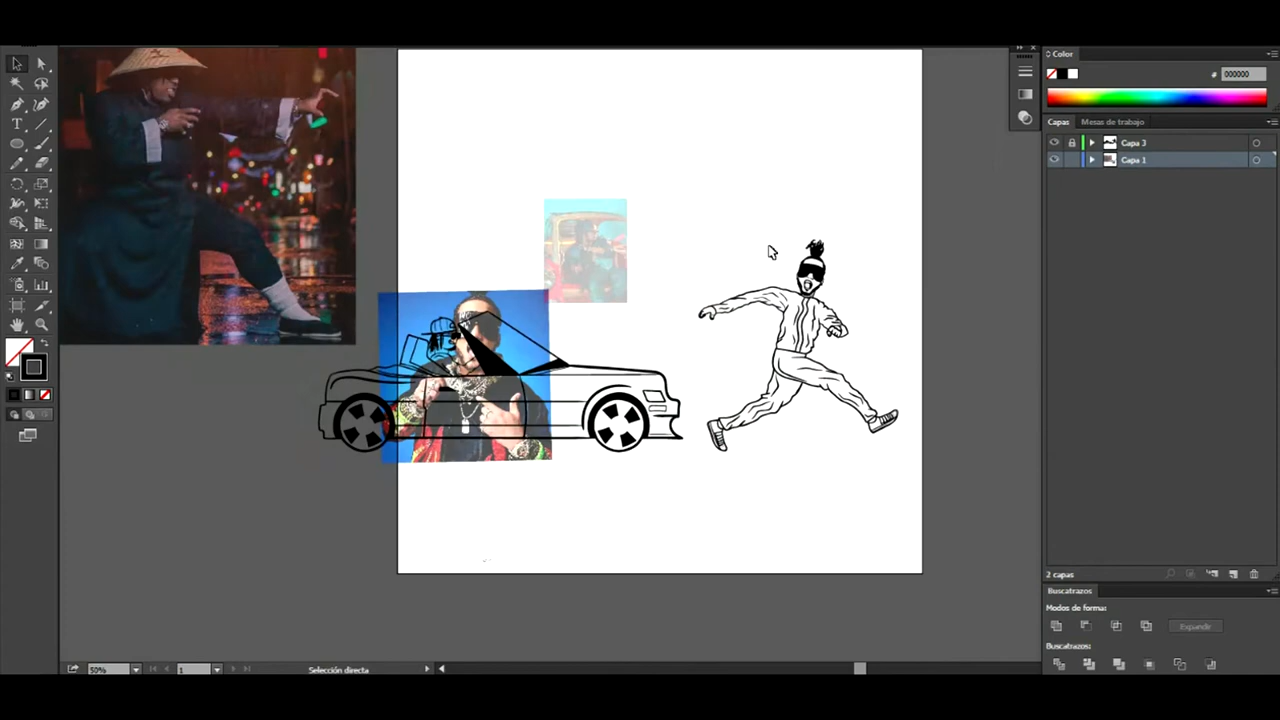 Color
# 000000
Capas Mesas de trabajo
Capa 3
Capa 1
2 capas
Buscatrazos
Modos de forma:
Expandir
Buscatrazos:
50% 1 Selección directa